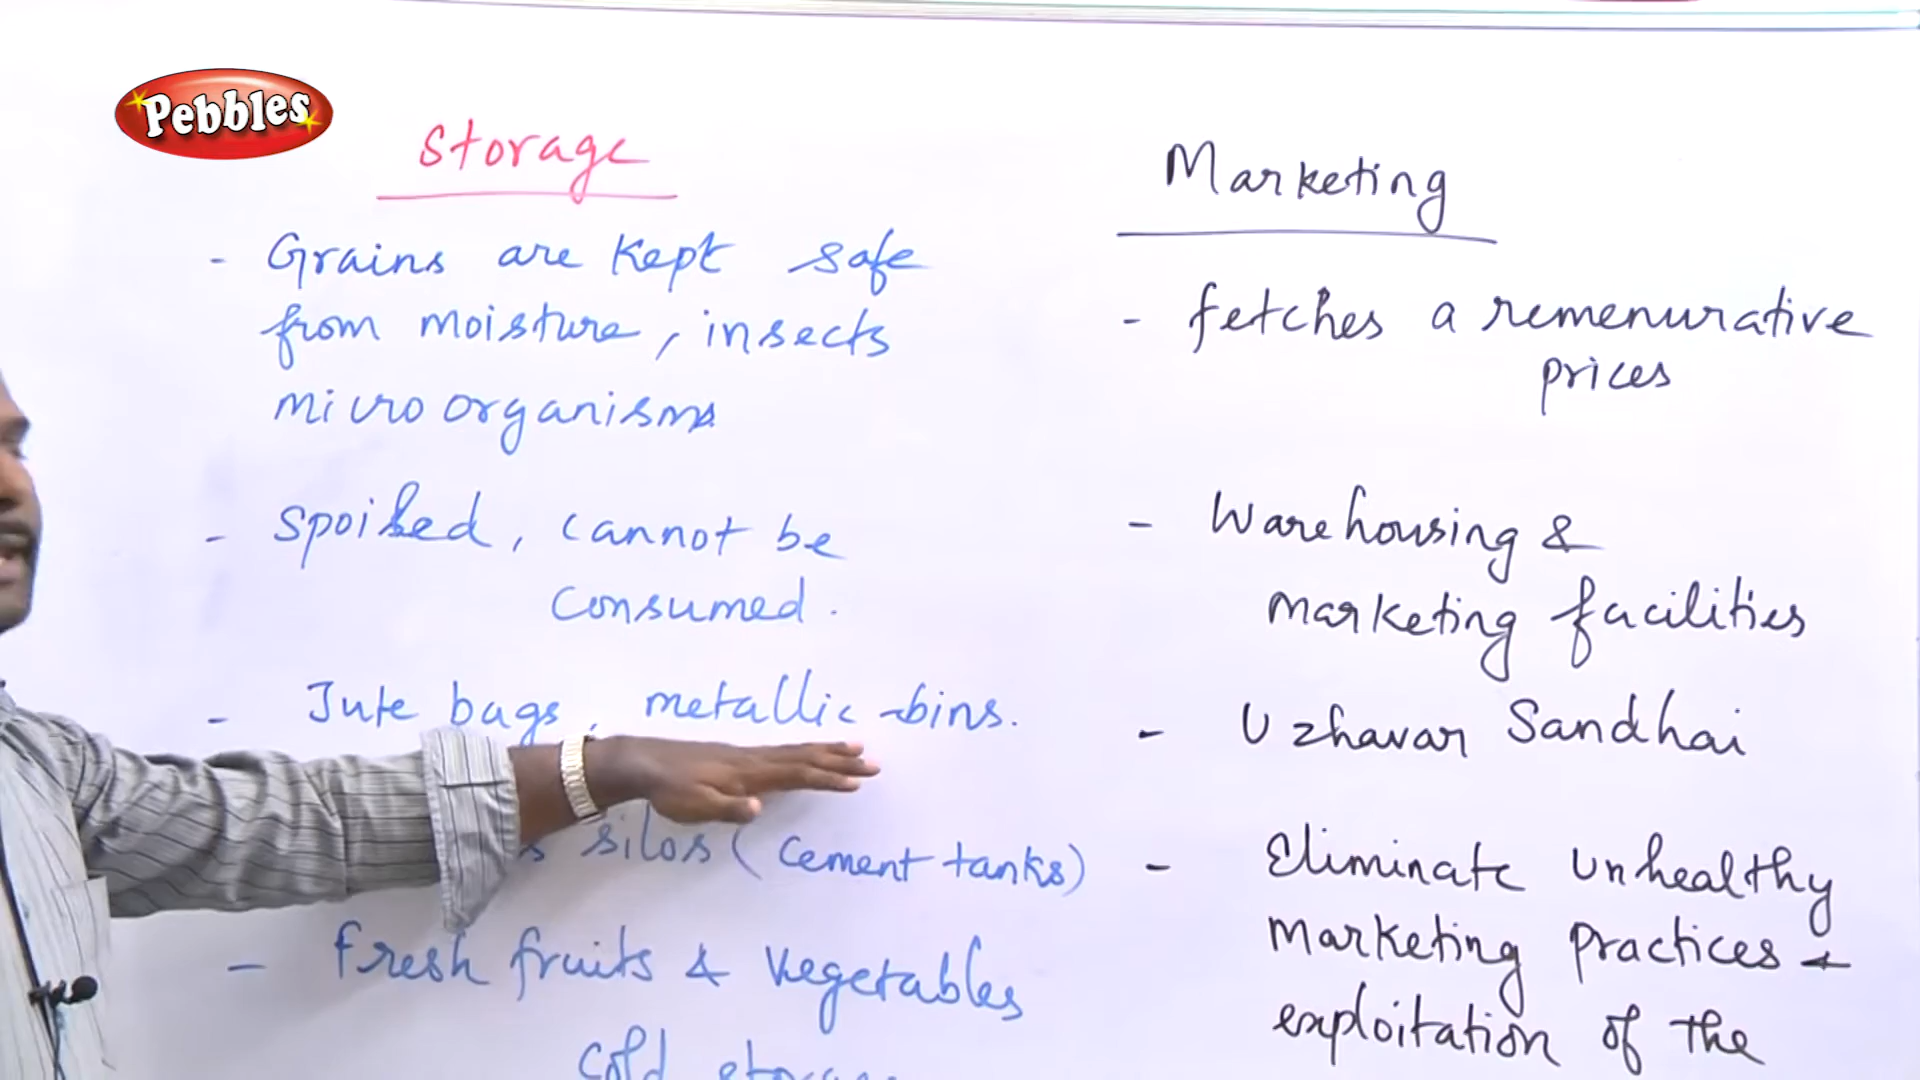 Pebbles
Storage
- Grains are kept safe
from moisture, insects
micro organisms
- Spoiled, cannot be
consumed.
- Jute bags, metallic-bins.
silos (cement tanks)
- Fresh fruits & vegetables
cold storage
Marketing
- fetches a remenurative
prices
- Warehousing &
marketing facilities
- Uzhavar Sandhai
- Eliminate unhealthy
marketing practices &
exploitation of the